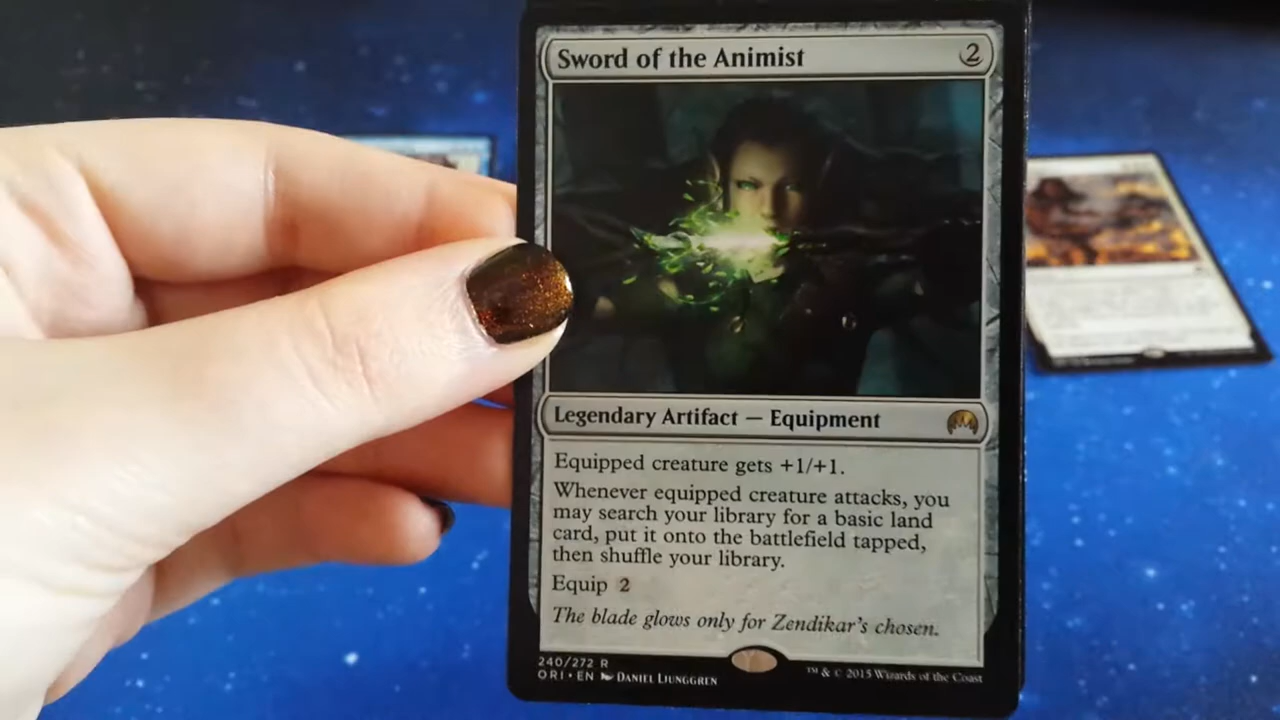 Sword of the Animist 2
Legendary Artifact — Equipment
Equipped creature gets +1/+1.
Whenever equipped creature attacks, you
may search your library for a basic land
card, put it onto the battlefield tapped,
then shuffle your library.
Equip 2
The blade glows only for Zendikar's chosen.
240/272 R
ORI • EN DANIEL LJUNGGREN
™ & © 2015 Wizards of the Coast